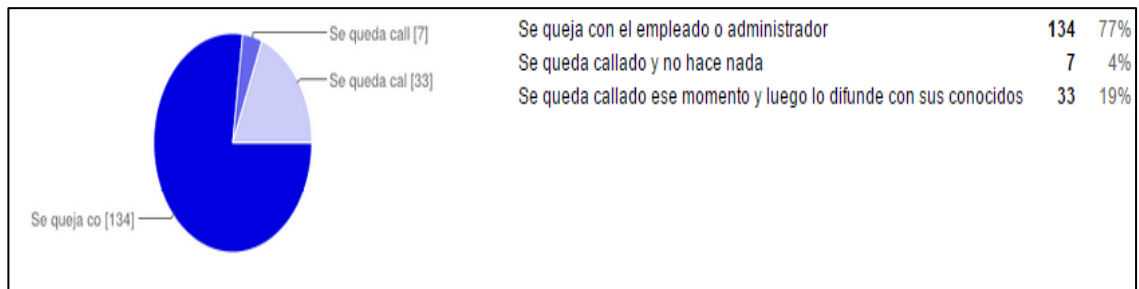 Se queda call [7]
Se queda cal [33]
Se queja co [134]
Se queja con el empleado o administrador 134 77%
Se queda callado y no hace nada 7 4%
Se queda callado ese momento y luego lo difunde con sus conocidos 33 19%